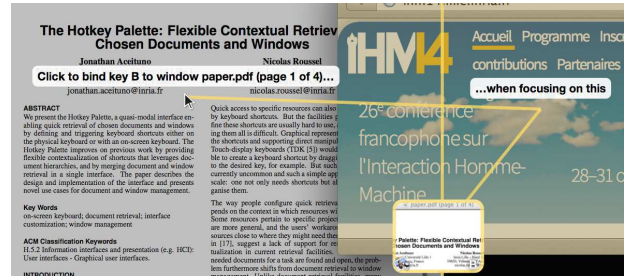 The Hotkey Palette: Flexible Contextual Retriev
Chosen Documents and Windows
Jonathan Aceituno
Nicolas Roussel
Click to bind key B to window paper.pdf (page 1 of 4)…
jonathan.aceituno@inria.fr
nicolas.roussel@inria.fr
ABSTRACT
We present the Hotkey Palette, a quasi-modal interface en-
abling quick retrieval of chosen documents and windows
by defining and triggering keyboard shortcuts either on
the physical keyboard or with an on-screen keyboard. The
Hotkey Palette improves on previous work by providing
flexible contextualization of shortcuts that leverages doc-
ument hierarchies, and by merging document and window
retrieval in a single interface. The paper describes the
design and implementation of the interface and presents
novel use cases for document and window management.
Key Words
on-screen keyboard; document retrieval; interface
customization; window management
ACM Classification Keywords
H.5.2 Information interfaces and presentation (e.g. HCI):
User interfaces - Graphical user interfaces.
INTRODUCTION
Quick access to specific resources can also
by keyboard shortcuts. But the facilities p
fine these shortcuts are usually hard to use,
ing them all is difficult. Graphical represent
the shortcuts and supporting direct manipul
Touch-display keyboards (TDK [5]) would
ble to create a keyboard shortcut by draggi
to the desired key, for example. But such
currently uncommon and such a simple app
scale: one not only needs shortcuts but al
ganise them.
The way people configure quick retrieva
pends on the context in which resources wi
Some resources pertain to specific project
are more general, and the users' workaro
sources close to where they might need ther
in [17], suggest a lack of support for re
tualization in current retrieval facilities.
needed documents for a task are found and open, the probl-
lem furthermore shifts from document retrieval to window
iHM14
Accueil Programme Inscr
contributions Partenaires
…when focusing on this
26e conférence
francophone sur
l'Interaction Homme-
Machine
28–31 o
paper.pdf (page 1 of 4)
y Palette: Flexible Contextual Ret
n Documents and Windows